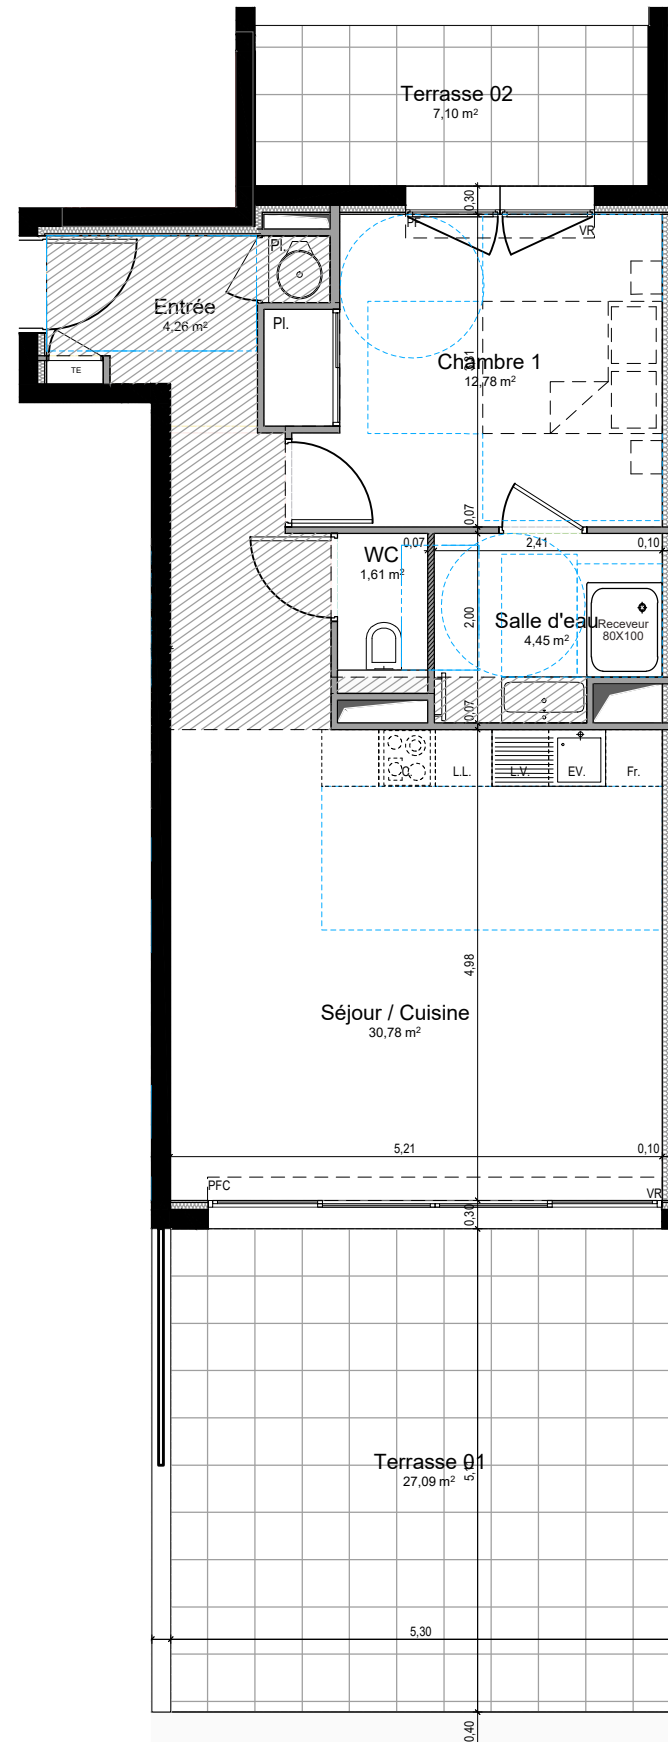 Terrasse 02
7,10 m²
0,30
PF
VR
Pl.
Entrée
4,26 m²
Pl.
Chambre 1
12,78 m²
TE
0,07
0,07
2,41
0,10
WC
1,61 m²
2,00
Salle d'eau
4,45 m²
Receveur
80X100
0,07
L.L.
L.V.
EV.
Fr.
4,98
Séjour / Cuisine
30,78 m²
5,21
0,10
PFC
VR
0,30
Terrasse 01
27,09 m²
5,30
0,40